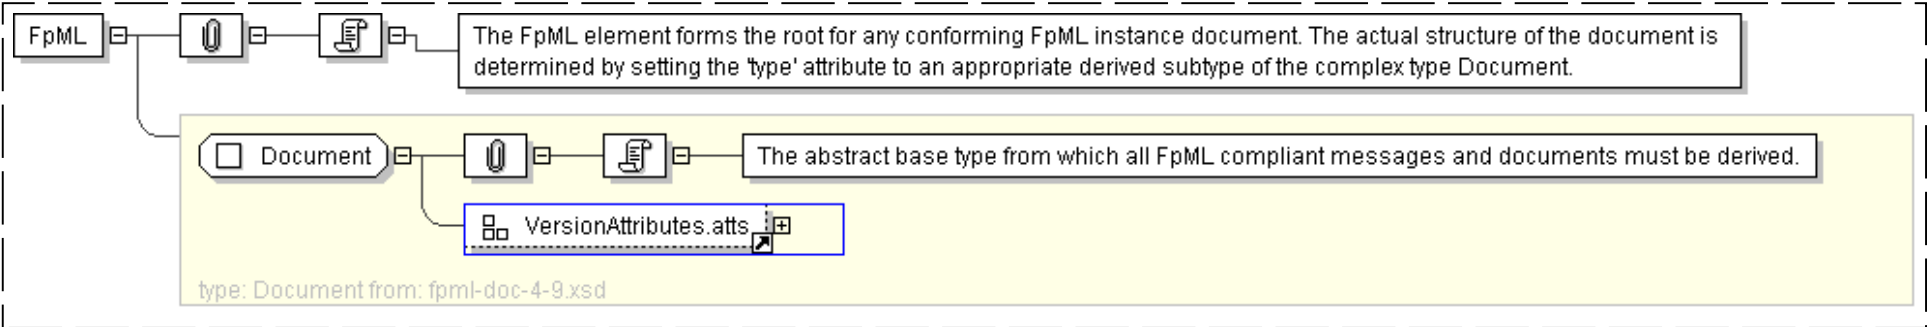 FpML
The FpML element forms the root for any conforming FpML instance document. The actual structure of the document is
determined by setting the 'type' attribute to an appropriate derived subtype of the complex type Document.
Document
The abstract base type from which all FpML compliant messages and documents must be derived.
VersionAttributes.atts
type: Document from: fpml-doc-4-9.xsd